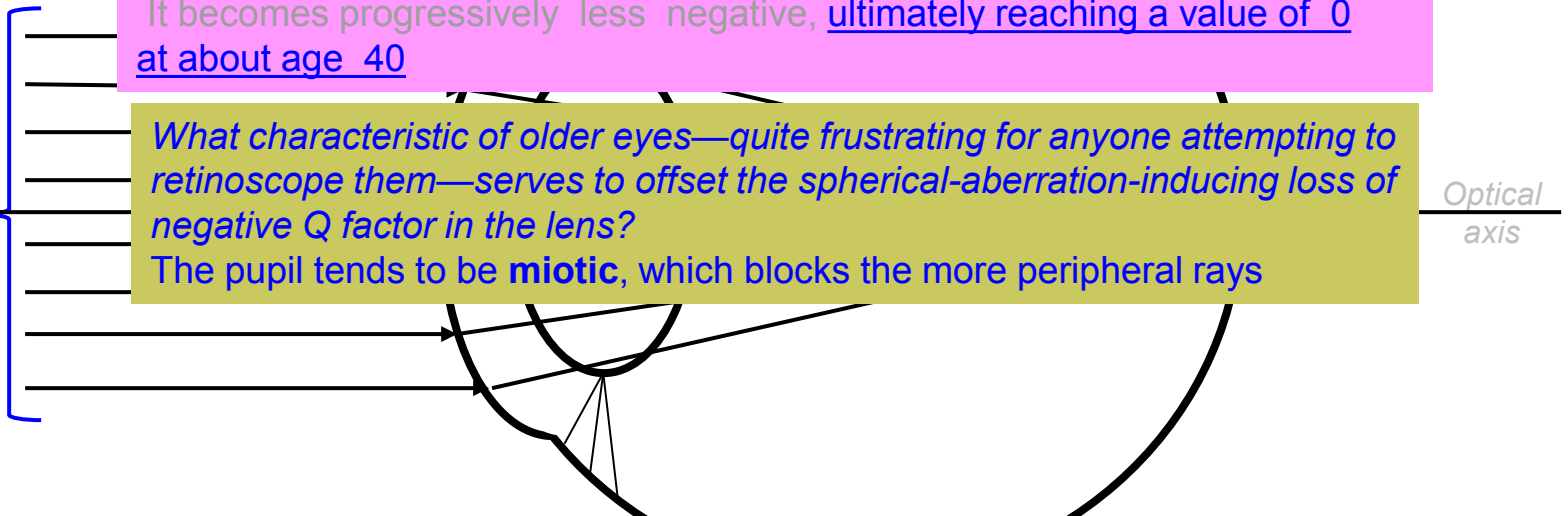 It becomes progressively less negative, ultimately reaching a value of 0
at about age 40
What characteristic of older eyes—quite frustrating for anyone attempting to
retinoscope them—serves to offset the spherical-aberration-inducing loss of
negative Q factor in the lens?
The pupil tends to be miotic, which blocks the more peripheral rays
Optical
axis